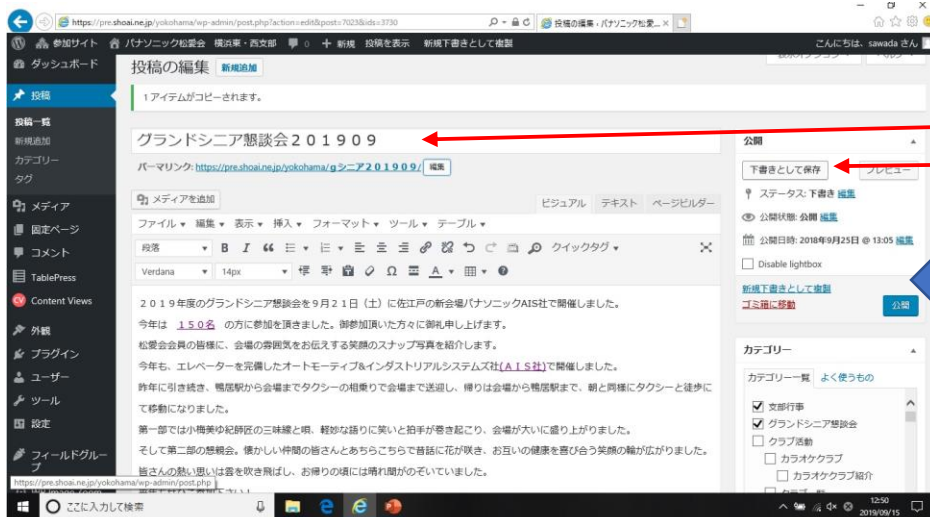 https://pre.shoai.ne.jp/yokohama/wp-admin/post.php?action=edit&post=7023&ids=3730
投稿の編集 ‹ パナソニック松愛...
参加サイト パナソニック松愛会 横浜東・西支部 0 + 新規 投稿を表示 新規下書きとして複製 こんにちは、sawada さん
ダッシュボード
投稿
投稿一覧
新規追加
カテゴリー
タグ
メディア
固定ページ
コメント
TablePress
Content Views
外観
プラグイン
ユーザー
ツール
設定
フィールドグループ
投稿の編集 新規追加
1 アイテムがコピーされます。
グランドシニア懇談会２０１９０９
パーマリンク: https://pre.shoai.ne.jp/yokohama/gシニア２０１９０９/ 編集
メディアを追加
ビジュアル テキスト ページビルダー
ファイル 編集 表示 挿入 フォーマット ツール テーブル
段落 B I クイックタグ
Verdana 14px
２０１９年度のグランドシニア懇談会を９月２１日（土）に佐江戸の新会場パナソニックAIS社で開催しました。
今年は １５０名 の方に参加を頂きました。御参加頂いた方々に御礼申し上げます。
松愛会会員の皆様に、会場の雰囲気をお伝えする笑顔のスナップ写真を紹介します。
今年も、エレベーターを完備したオートモーティブ&インダストリアルシステムズ社(ＡＩＳ社)で開催しました。
昨年に引き続き、鴨居駅から会場までタクシーの相乗りで会場まで送迎し、帰りは会場から鴨居駅まで、朝と同様にタクシーと徒歩に
て移動になりました。
第一部では小梅美ゆ紀師匠の三味線と唄、軽妙な語りに笑いと拍手が巻き起こり、会場が大いに盛り上がりました。
そして第二部の懇親会。懐かしい仲間の皆さんとあちらこちらで昔話に花が咲き、お互いの健康を喜び合う笑顔の輪が広がりました。
皆さんの熱い思いは雲を吹き飛ばし、お帰りの頃には晴れ間がのぞいていました。
公開
下書きとして保存 プレビュー
ステータス: 下書き 編集
公開状態: 公開 編集
公開日時: 2018年9月25日 @ 13:05 編集
Disable lightbox
新規下書きとして複製
ゴミ箱に移動 公開
カテゴリー
カテゴリー一覧 よく使うもの
支部行事
グランドシニア懇談会
クラブ活動
カラオケクラブ
カラオケクラブ紹介
https://pre.shoai.ne.jp/yokohama/wp-admin/post.php
ここに入力して検索
12:50
2019/09/15